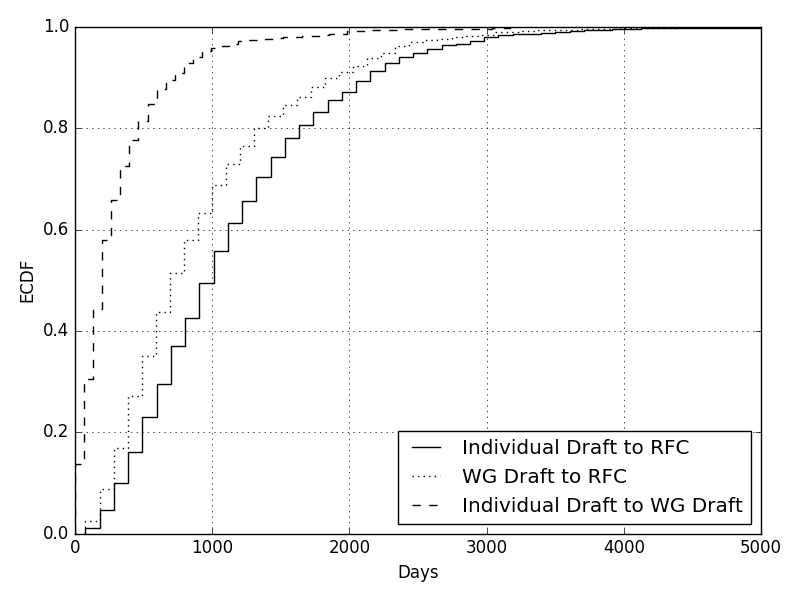 1.0
0.8
0.6
0.4
0.2
0.0
ECDF
0 1000 2000 3000 4000 5000
Days
Individual Draft to RFC
WG Draft to RFC
Individual Draft to WG Draft